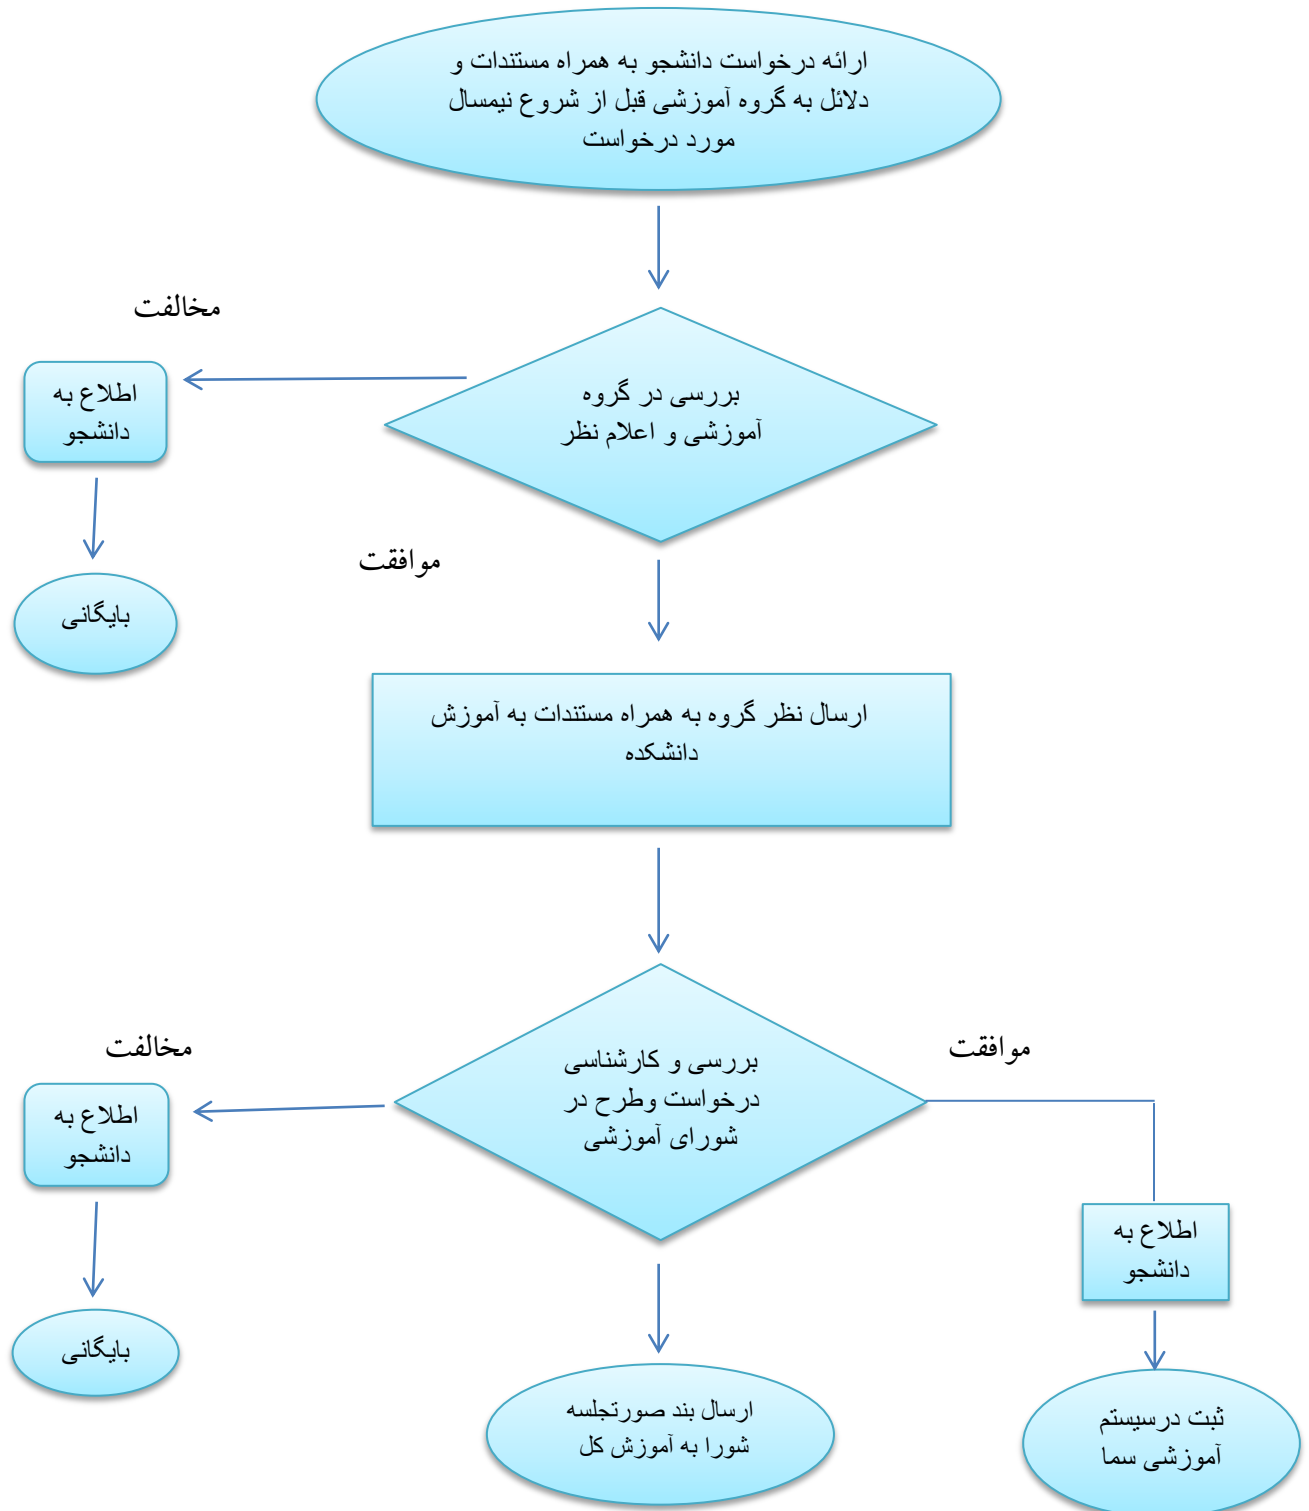 ارائه درخواست دانشجو به همراه مستندات و
دلائل به گروه آموزشی قبل از شروع نیمسال
مورد درخواست
مخالفت
بررسی در گروه
آموزشی و اعلام نظر
اطلاع به
دانشجو
موافقت
بایگانی
ارسال نظر گروه به همراه مستندات به آموزش
دانشکده
موافقت
مخالفت
بررسی و کارشناسی
درخواست وطرح در
شورای آموزشی
اطلاع به
دانشجو
اطلاع به
دانشجو
بایگانی
ارسال بند صورتجلسه
شورا به آموزش کل
ثبت درسیستم
آموزشی سما